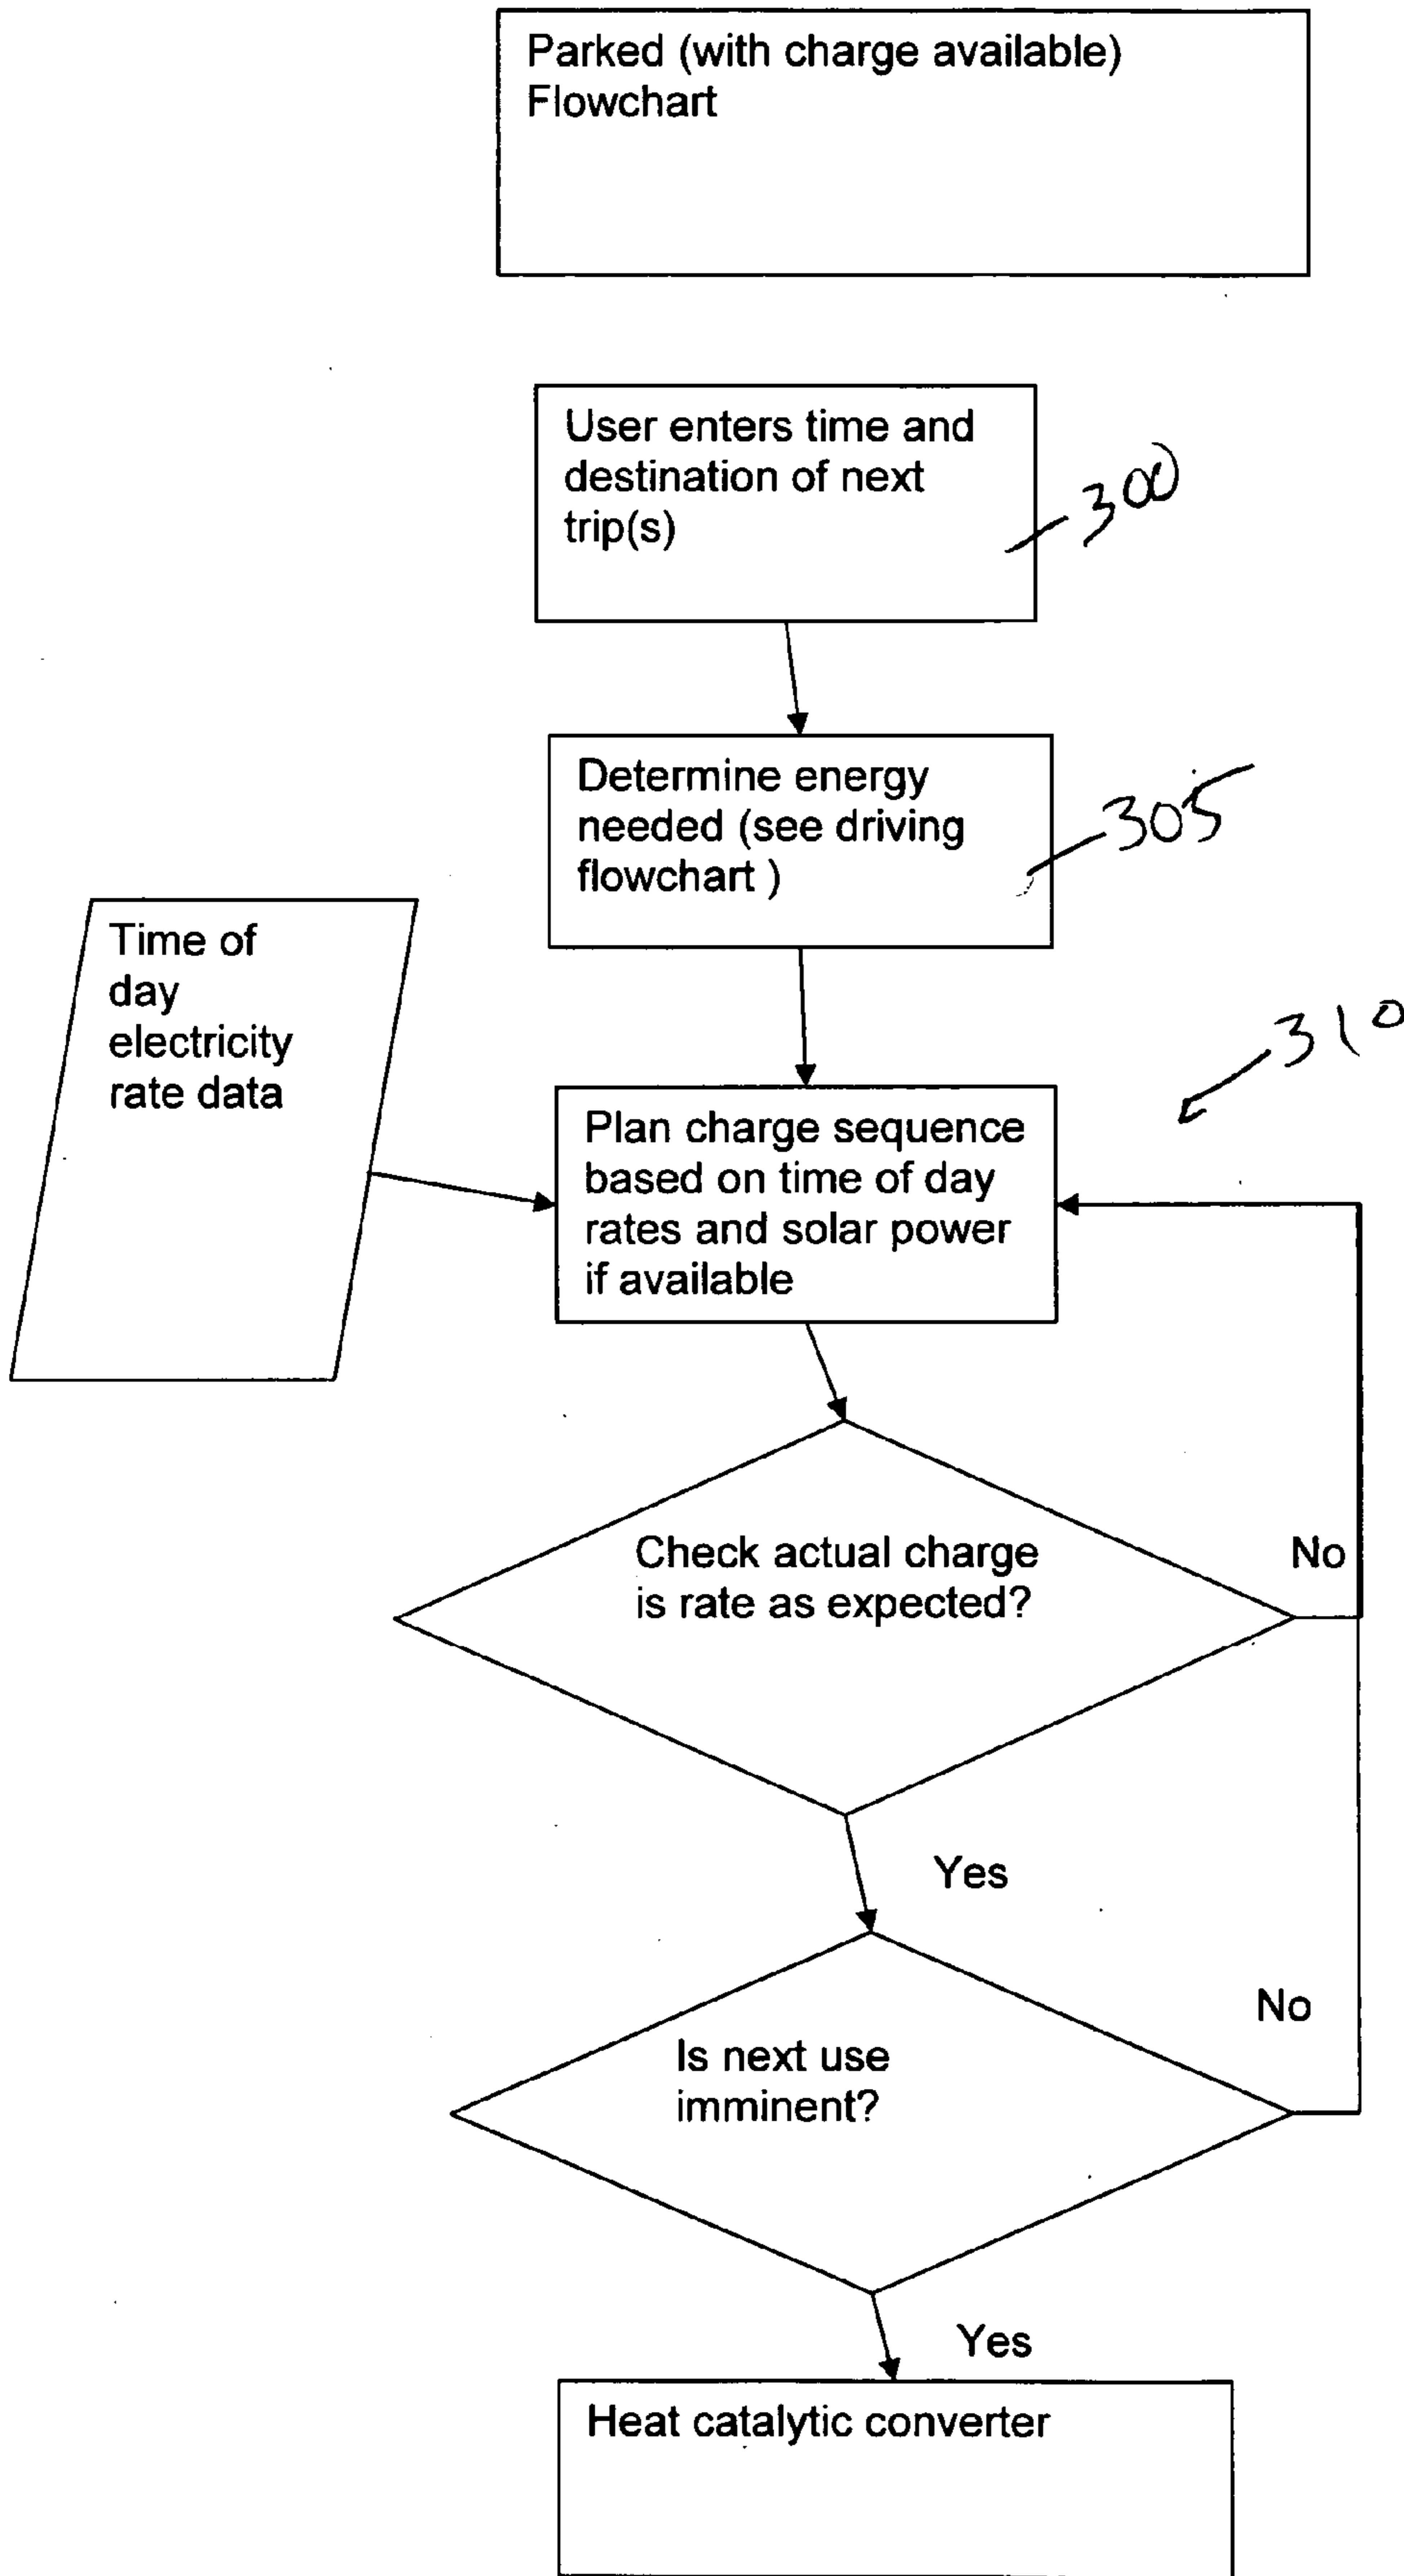 Parked (with charge available)
Flowchart
User enters time and
destination of next
trip(s)
300
Determine energy
needed (see driving
flowchart )
305
Time of
day
electricity
rate data
310
Plan charge sequence
based on time of day
rates and solar power
if available
Check actual charge
is rate as expected?
No
Yes
Is next use
imminent?
No
Yes
Heat catalytic converter